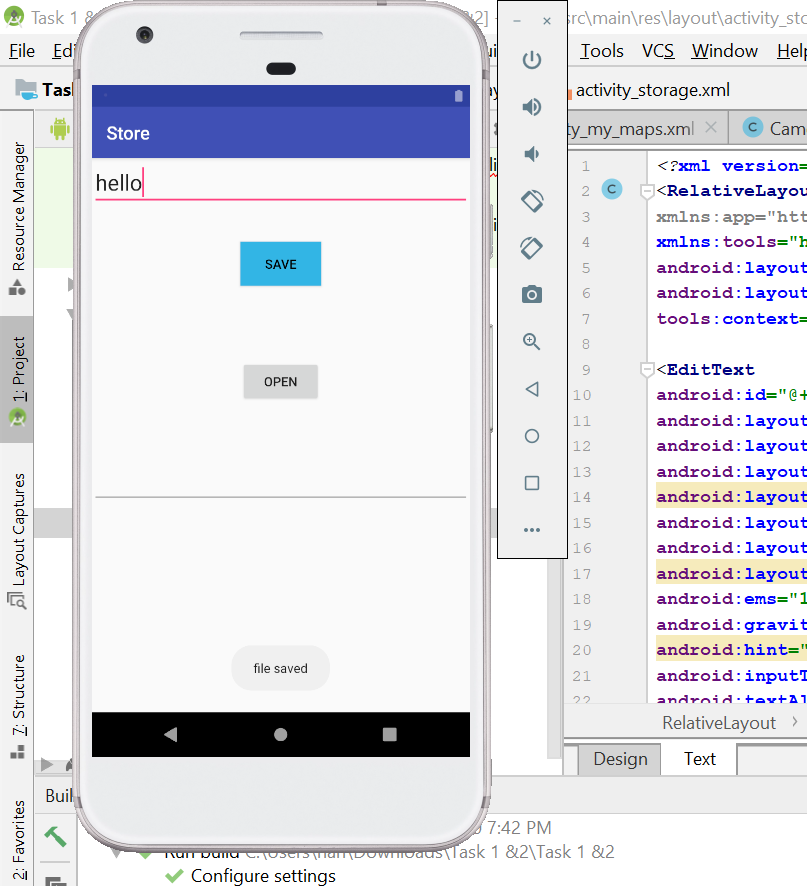 Task 1 &
&2] -
src\main\res\layout\activity_sto
File
Tools VCS Window Help
Task
activity_storage.xml
ty_my_maps.xml
Cam
Resource Manager
1: Project
Layout Captures
7: Structure
2: Favorites
Store
hello
SAVE
OPEN
file saved
1 <?xml version=
2 <RelativeLayou
3 xmlns:app="htt
4 xmlns:tools="h
5 android:layout
6 android:layout
7 tools:context=
8
9 <EditText
10 android:id="@+
11 android:layout
12 android:layout
13 android:layout
14 android:layout
15 android:layout
16 android:layout
17 android:layout
18 android:ems="1
19 android:gravit
20 android:hint="
21 android:inputT
22 android:textAl
RelativeLayout
Design Text
Buil
7:42 PM
Run build C:\Users\han\Downloads\Task 1 &2\Task 1 &2
Configure settings